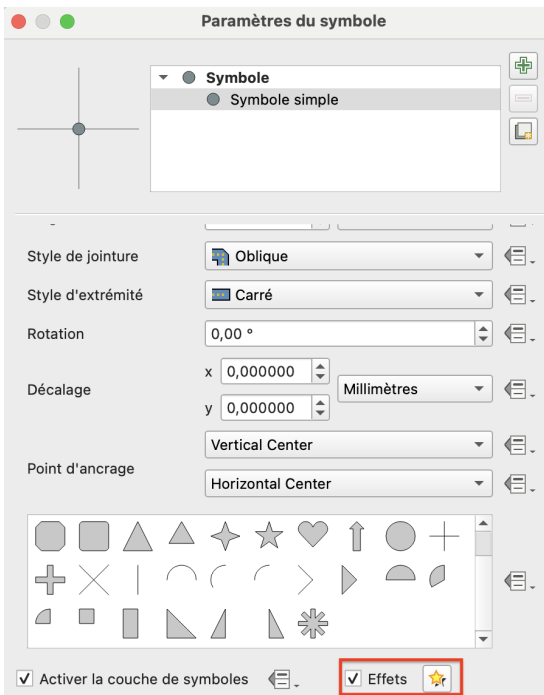 Paramètres du symbole
Symbole
Symbole simple
Style de jointure
Oblique
Style d'extrémité
Carré
Rotation
0,00 °
Décalage
x 0,000000
Millimètres
y 0,000000
Point d'ancrage
Vertical Center
Horizontal Center
Activer la couche de symboles
Effets